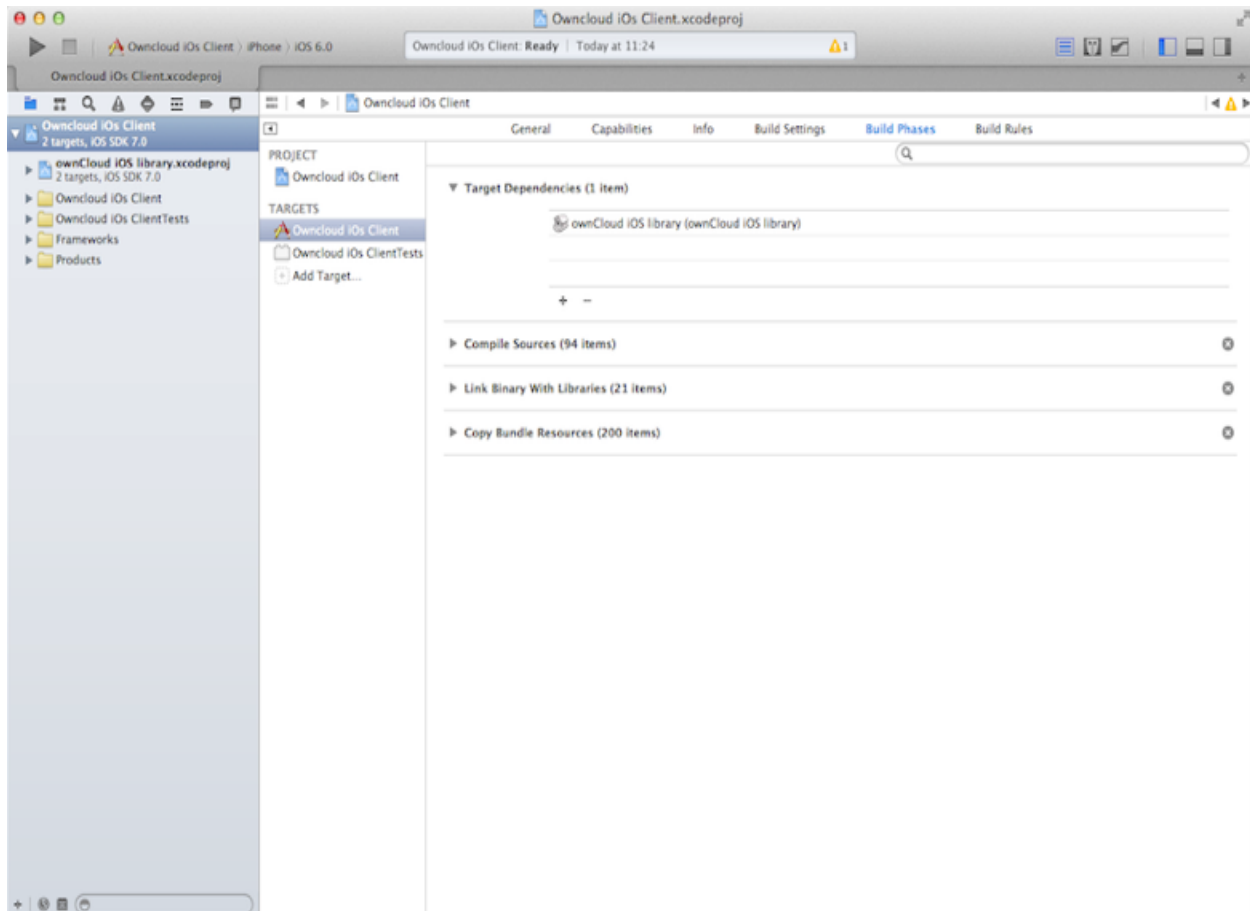 Owncloud iOs Client.xcodeproj
Owncloud iOs Client › iPhone › iOS 6.0
Owncloud iOs Client: Ready | Today at 11:24
1
Owncloud iOs Client.xcodeproj
Owncloud iOs Client
Owncloud iOs Client
2 targets, iOS SDK 7.0
ownCloud iOS library.xcodeproj
2 targets, iOS SDK 7.0
Owncloud iOs Client
Owncloud iOs ClientTests
Frameworks
Products
General Capabilities Info Build Settings Build Phases Build Rules
PROJECT
Owncloud iOs Client
TARGETS
Owncloud iOs Client
Owncloud iOs ClientTests
Add Target...
Target Dependencies (1 item)
ownCloud iOS library (ownCloud iOS library)
+ −
Compile Sources (94 items)
Link Binary With Libraries (21 items)
Copy Bundle Resources (200 items)